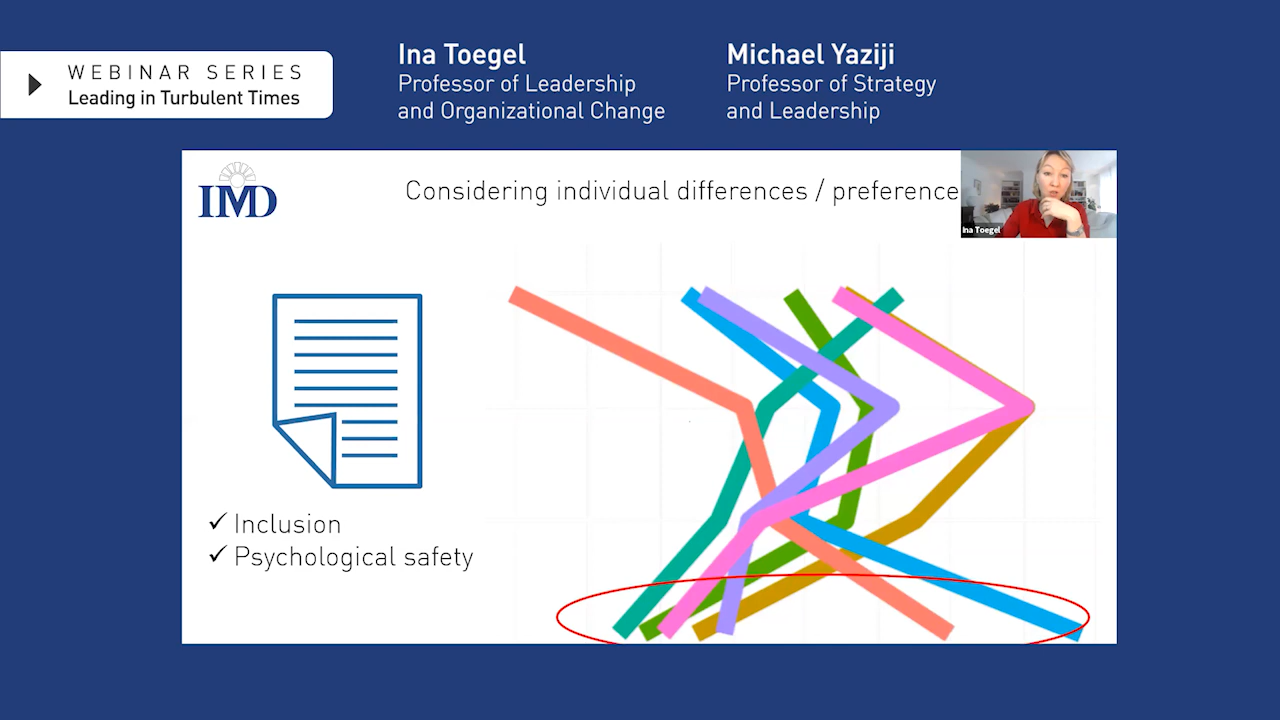 WEBINAR SERIES
Leading in Turbulent Times
Ina Toegel
Professor of Leadership
and Organizational Change
Michael Yaziji
Professor of Strategy
and Leadership
IMD
Considering individual differences / preference
Ina Toegel
✓ Inclusion
✓ Psychological safety